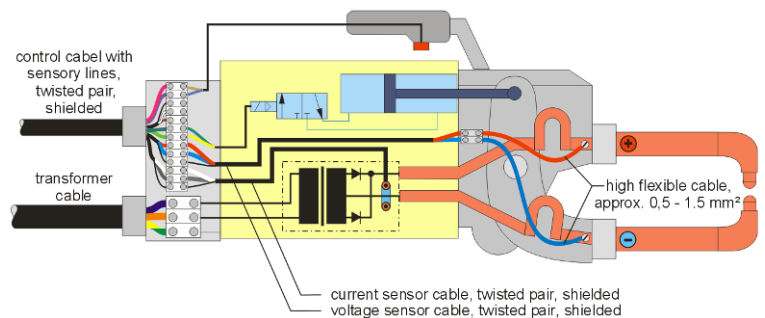 control cabel with
sensory lines,
twisted pair,
shielded
transformer
cable
+
high flexible cable,
approx. 0,5 - 1.5 mm²
−
current sensor cable, twisted pair, shielded
voltage sensor cable, twisted pair, shielded